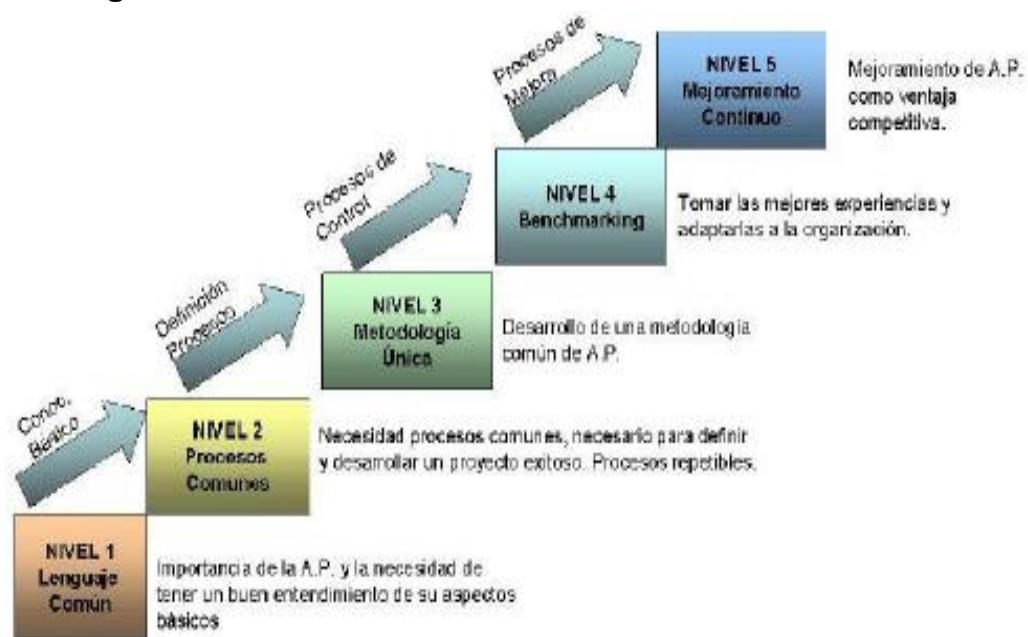 Procesos de
Mejora
NIVEL 5
Mejoramiento
Continuo
Mejoramiento de A.P.
como ventaja
competitiva.
Procesos de
Control
NIVEL 4
Benchmarking
Tomar las mejores experiencias y
adaptarlas a la organización.
Definición
Procesos
NIVEL 3
Metodología
Única
Desarrollo de una metodología
común de A.P.
Conoc.
Básico
NIVEL 2
Procesos
Comunes
Necesidad procesos comunes, necesario para definir
y desarrollar un proyecto exitoso. Procesos repetibles.
NIVEL 1
Lenguaje
Común
Importancia de la A.P. y la necesidad de
tener un buen entendimiento de su aspectos
básicos